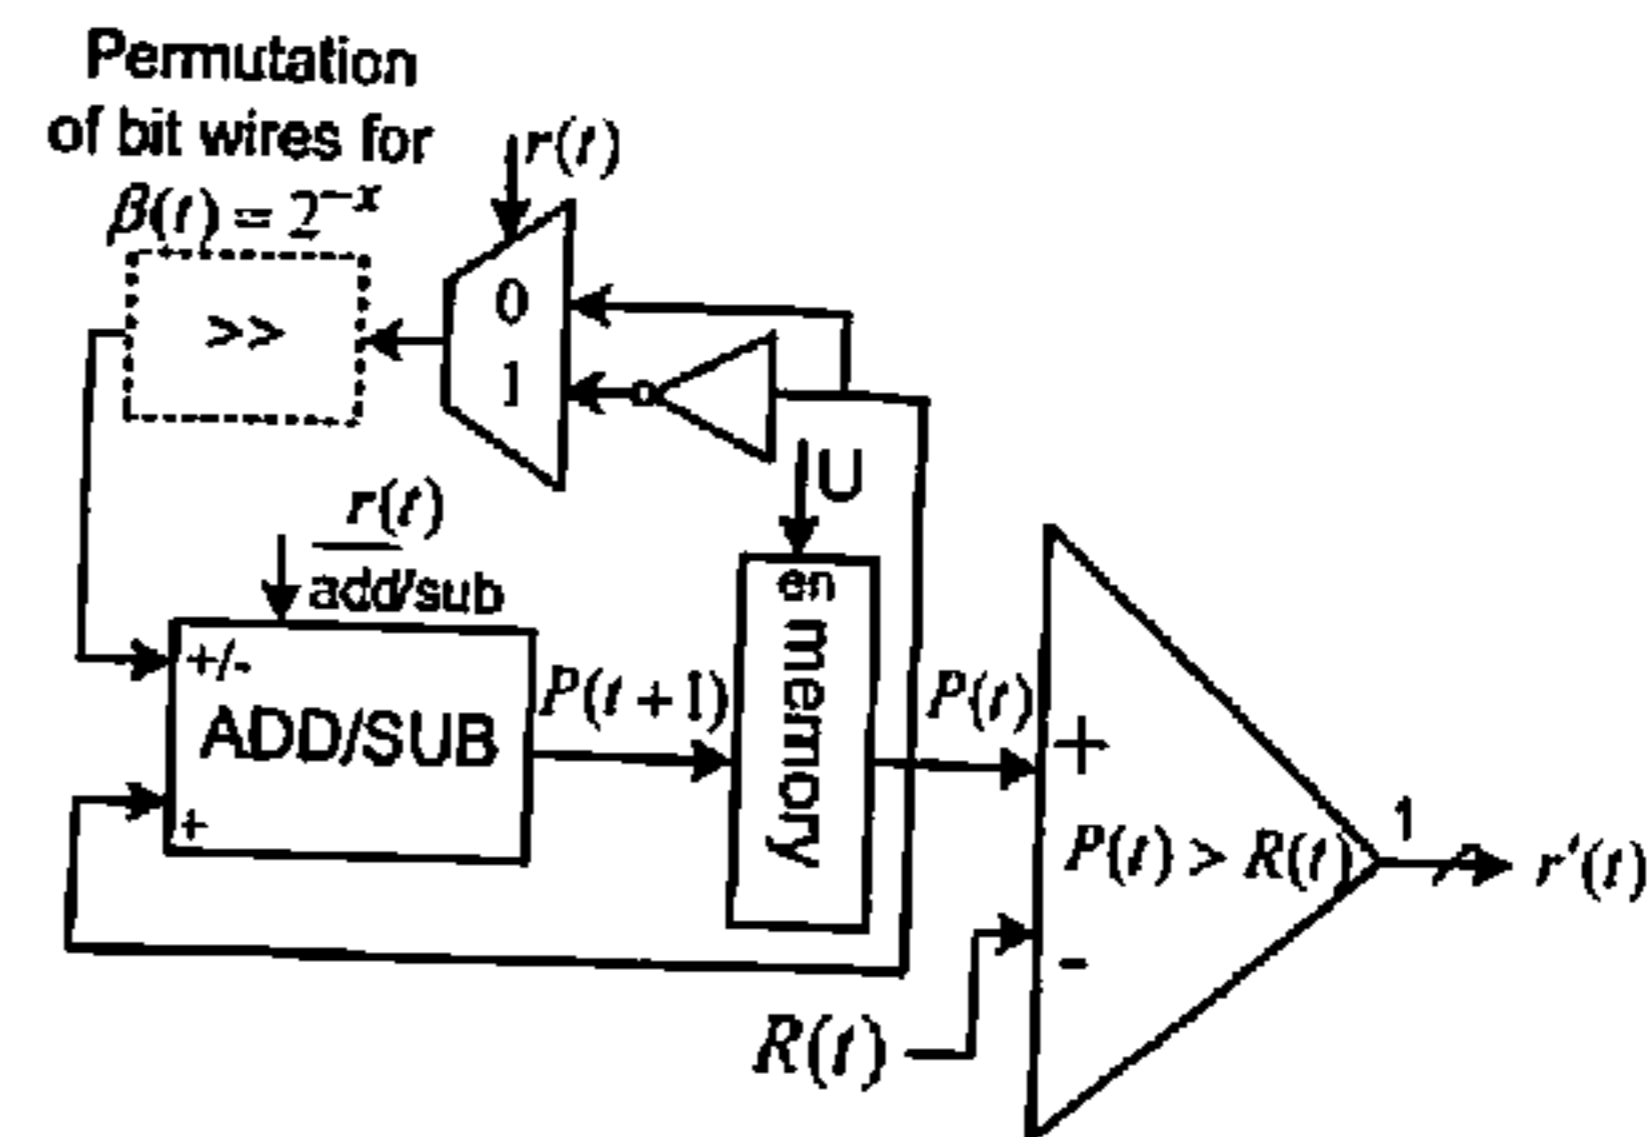 Permutation
of bit wires for
β(t) = 2^{-x}
r(t)
>>
0
1
U
r(t)
add/sub
en
+/-
ADD/SUB
+
P(t + 1)
memory
P(t)
+
P(t) > R(t)
-
1
r'(t)
R(t)